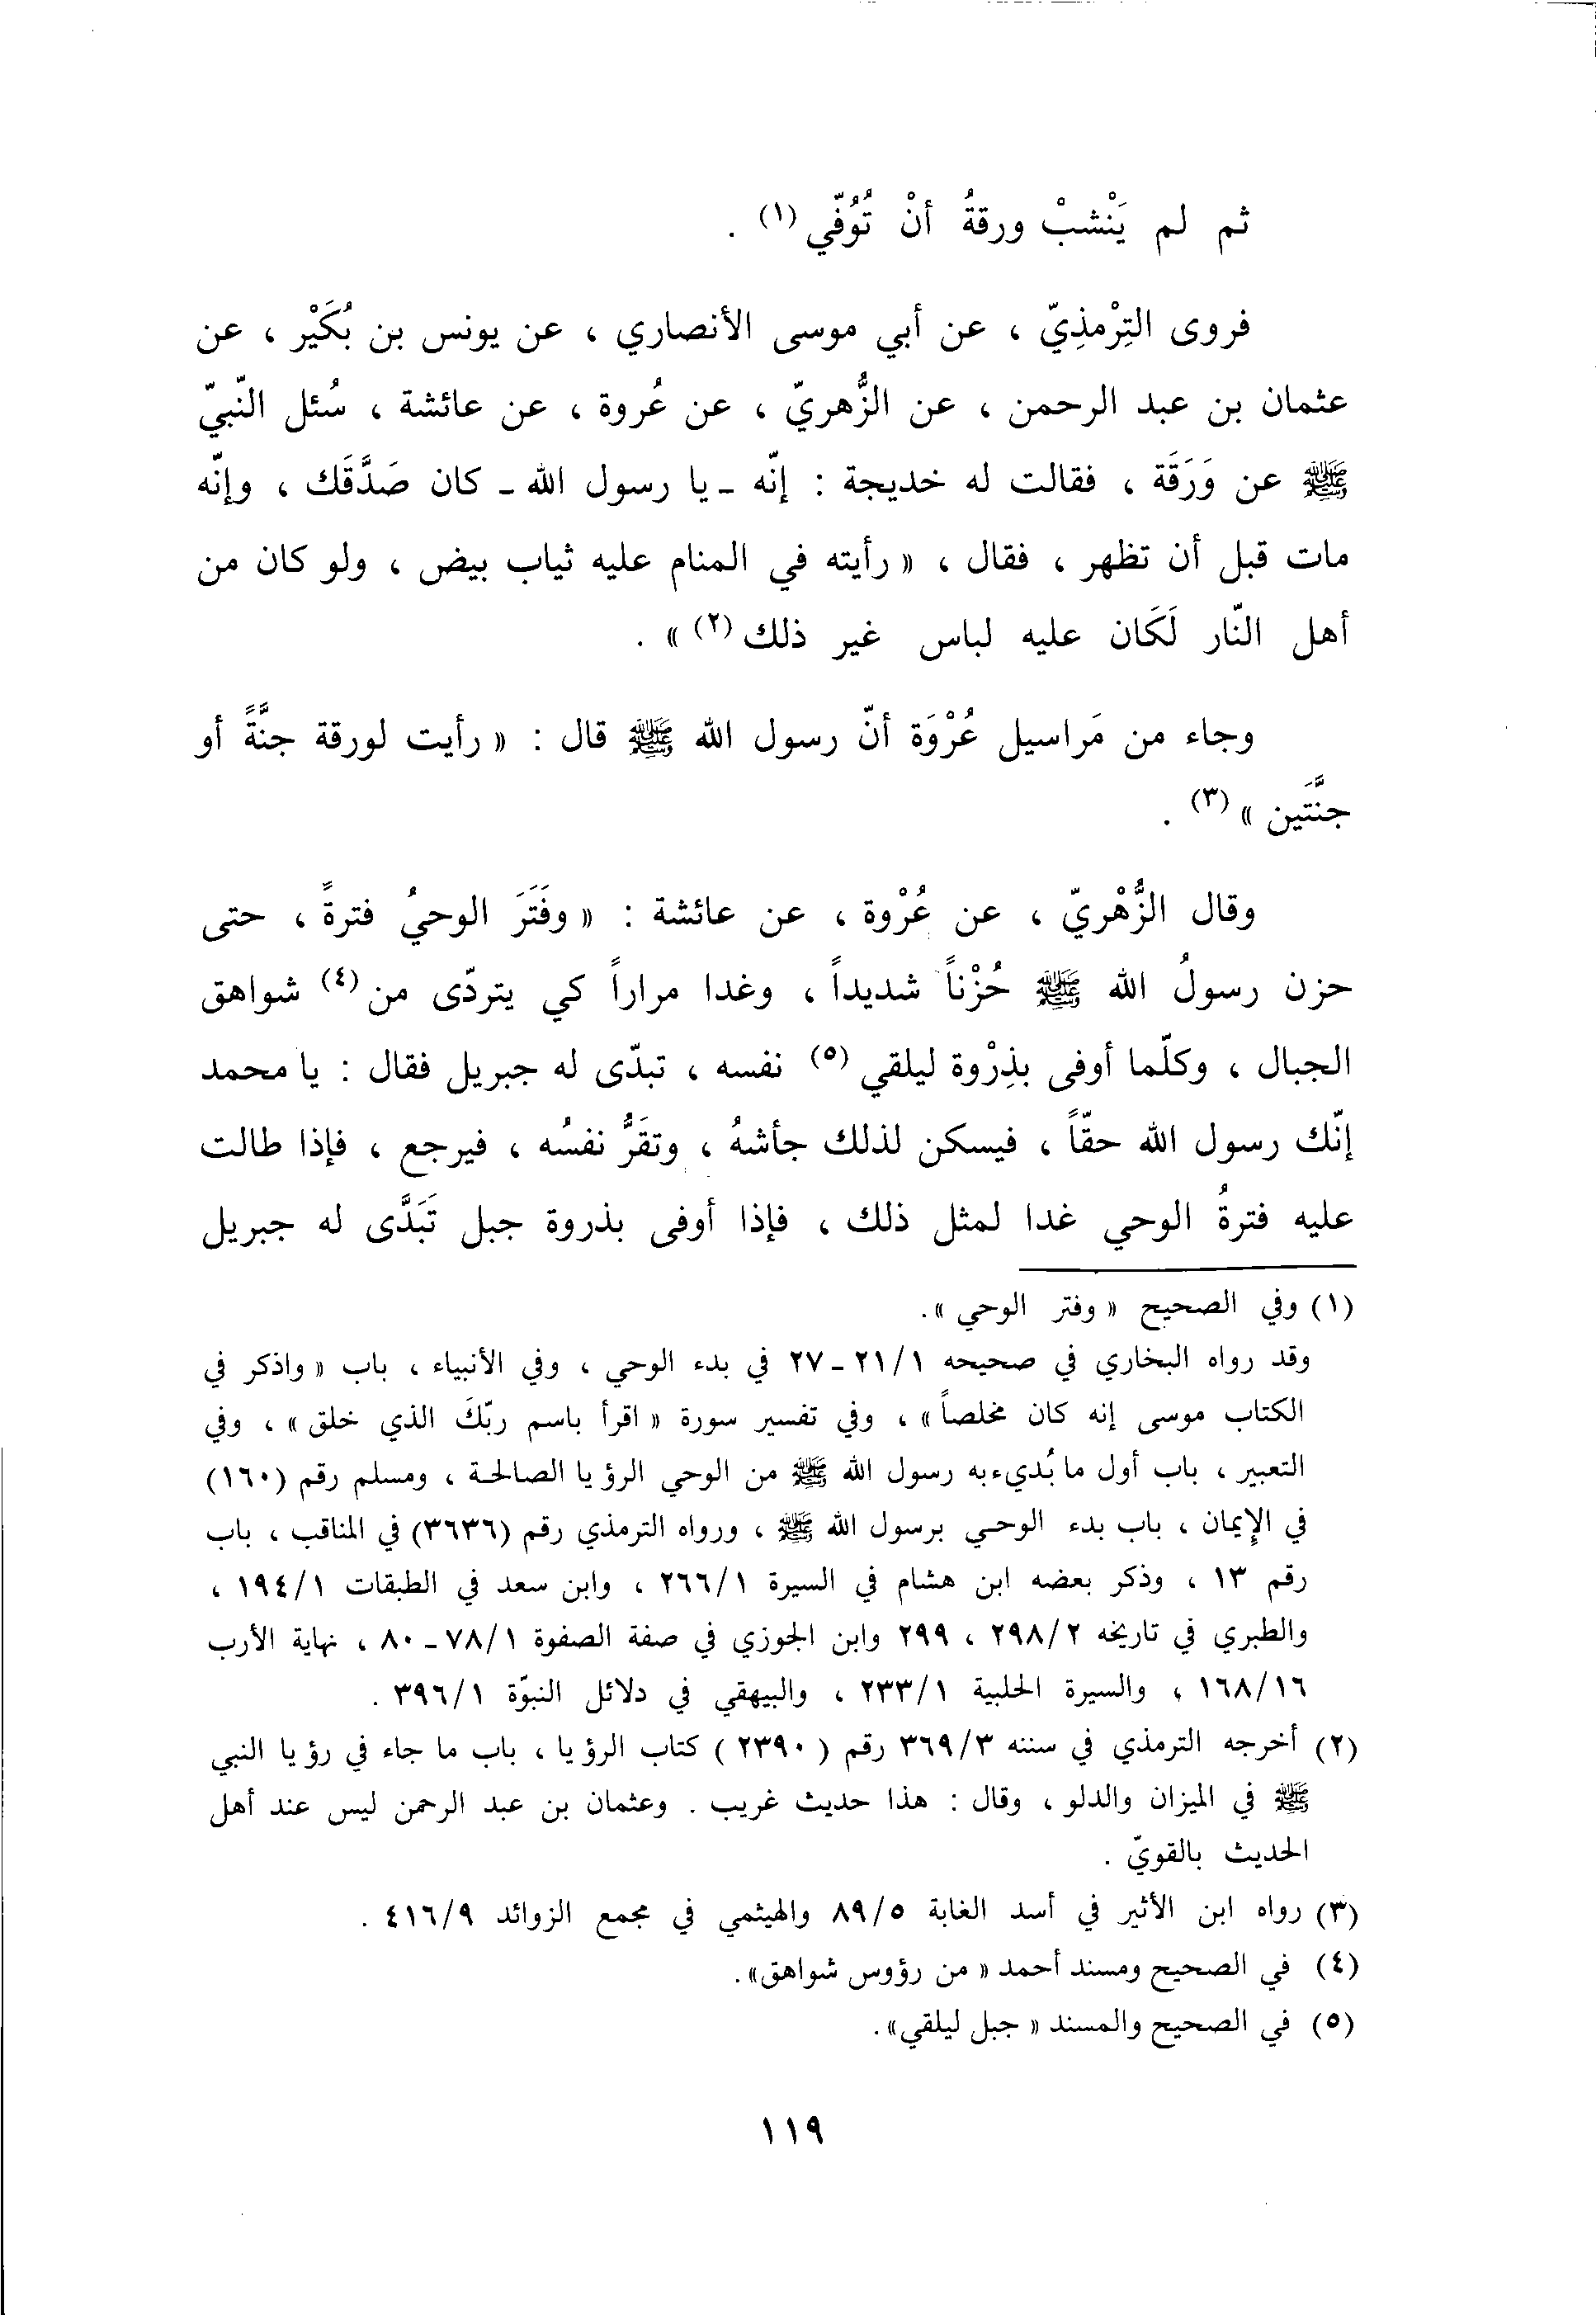 ثم لم يَنْشبْ ورقةُ أنْ تُوُفّي (١) .
فروى التِرْمذِيّ ، عن أبي موسى الأنصاري ، عن يونس بن بُكَيْر ، عن
عثمان بن عبد الرحمن ، عن الزُّهريّ ، عن عُروة ، عن عائشة ، سُئل النّبيّ
ﷺ عن وَرَقَة ، فقالت له خديجة : إنّه ـ يا رسول الله ـ كان صَدَّقَك ، وإنّه
مات قبل أن تظهر ، فقال ، « رأيته في المنام عليه ثياب بيض ، ولو كان من
أهل النّار لَكَان عليه لباس غير ذلك (٢) » .
وجاء من مَراسيل عُرْوَة أنّ رسول الله ﷺ قال : « رأيت لورقة جنَّةً أو
جنَّتَين » (٣) .
وقال الزُّهْريّ ، عن عُرْوة ، عن عائشة : « وفَتَرَ الوحيُ فترةً ، حتى
حزن رسولُ الله ﷺ حُزْناً شديداً ، وغدا مراراً كي يتردّى من (٤) شواهق
الجبال ، وكلّما أوفى بذِرْوة ليلقي (٥) نفسه ، تبدّى له جبريل فقال : يا محمد
إنّك رسول الله حقّاً ، فيسكن لذلك جأشهُ ، وتقَرُّ نفسُه ، فيرجع ، فإذا طالت
عليه فترةُ الوحي غدا لمثل ذلك ، فإذا أوفى بذروة جبل تَبَدَّى له جبريل
(١) وفي الصحيح « وفتر الوحي ».
وقد رواه البخاري في صحيحه ٢١/١ ـ ٢٧ في بدء الوحي ، وفي الأنبياء ، باب « واذكر في
الكتاب موسى إنه كان مخلصاً » ، وفي تفسير سورة « اقرأ باسم ربّكَ الذي خلق » ، وفي
التعبير ، باب أول ما بُديء به رسول الله ﷺ من الوحي الرؤيا الصالحة ، ومسلم رقم (١٦٠)
في الإيمان ، باب بدء الوحي برسول الله ﷺ ، ورواه الترمذي رقم (٣٦٣٦) في المناقب ، باب
رقم ١٣ ، وذكر بعضه ابن هشام في السيرة ٢٦٦/١ ، وابن سعد في الطبقات ١٩٤/١ ،
والطبري في تاريخه ٢٩٨/٢ ، ٢٩٩ وابن الجوزي في صفة الصفوة ٧٨/١ ـ ٨٠ ، نهاية الأرب
١٦٨/١٦ ، والسيرة الحلبية ٢٣٣/١ ، والبيهقي في دلائل النبوّة ٣٩٦/١ .
(٢) أخرجه الترمذي في سننه ٣٦٩/٣ رقم ( ٢٣٩٠ ) كتاب الرؤيا ، باب ما جاء في رؤيا النبي
ﷺ في الميزان والدلو ، وقال : هذا حديث غريب . وعثمان بن عبد الرحمن ليس عند أهل
الحديث بالقويّ .
(٣) رواه ابن الأثير في أسد الغابة ٨٩/٥ والهيثمي في مجمع الزوائد ٤١٦/٩ .
(٤) في الصحيح ومسند أحمد « من رؤوس شواهق».
(٥) في الصحيح والمسند « جبل ليلقي».
١١٩